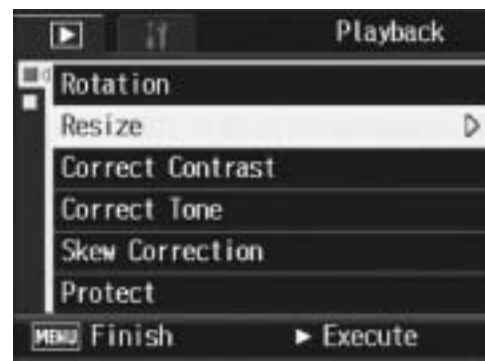 Playback
Rotation
Resize
Correct Contrast
Correct Tone
Skew Correction
Protect
MENU Finish ► Execute